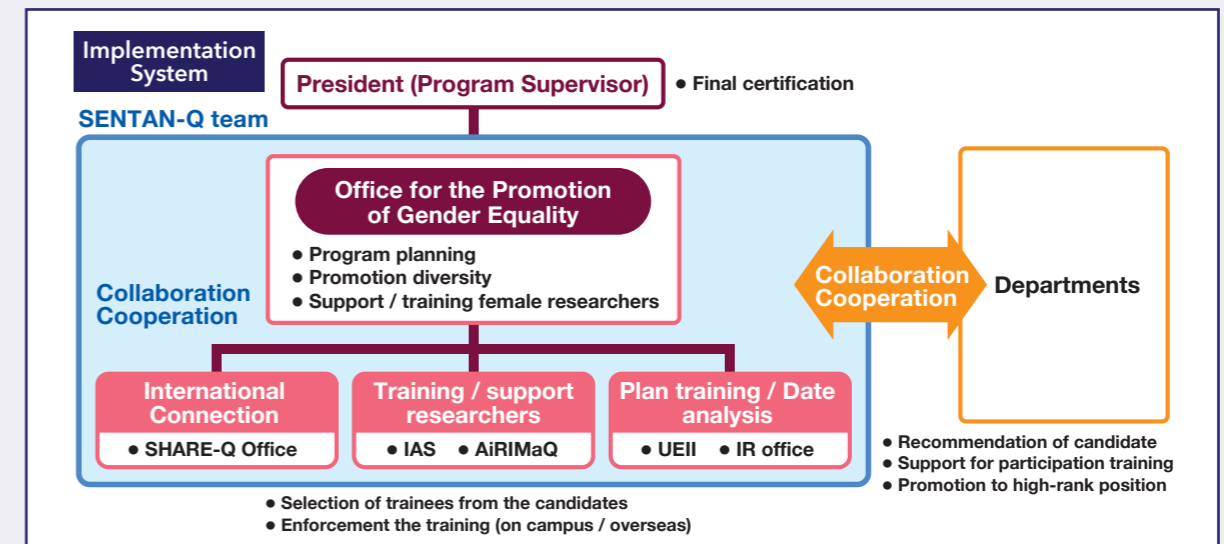 Implementation
System
President (Program Supervisor)
● Final certification
SENTAN-Q team
Office for the Promotion
of Gender Equality
● Program planning
● Promotion diversity
● Support / training female researchers
Collaboration
Cooperation
Collaboration
Cooperation
Departments
International
Connection
● SHARE-Q Office
Training / support
researchers
● IAS ● AiRIMaQ
Plan training / Date
analysis
● UEII ● IR office
● Recommendation of candidate
● Support for participation training
● Promotion to high-rank position
● Selection of trainees from the candidates
● Enforcement the training (on campus / overseas)